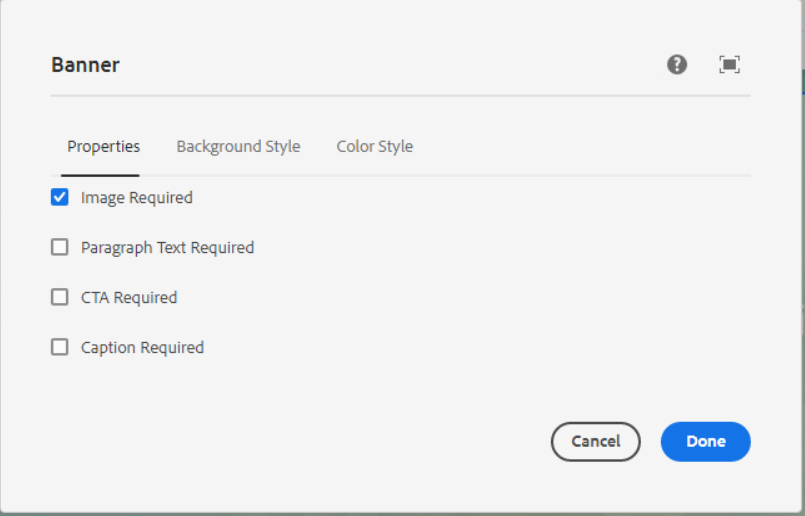 Banner
Properties Background Style Color Style
Image Required
Paragraph Text Required
CTA Required
Caption Required
Cancel Done